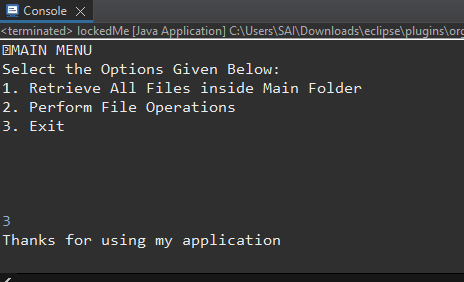 Console
<terminated> lockedMe [Java Application] C:\Users\SAI\Downloads\eclipse\plugins\org
MAIN MENU
Select the Options Given Below:
1. Retrieve All Files inside Main Folder
2. Perform File Operations
3. Exit
3
Thanks for using my application